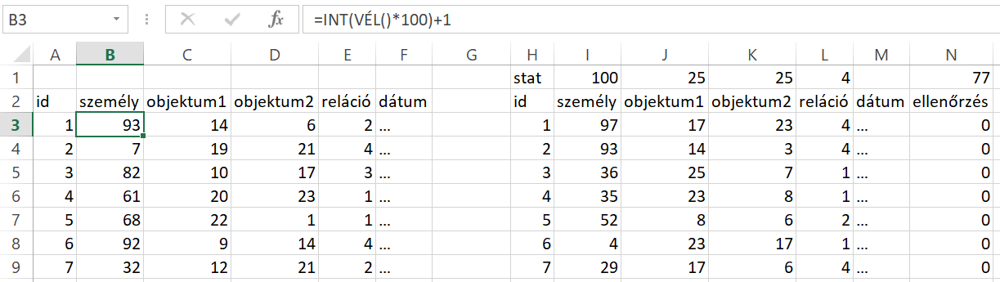 B3 fx =INT(VÉL()*100)+1
A B C D E F G H I J K L M N
1 stat 100 25 25 4 77
2 id személy objektum1 objektum2 reláció dátum id személy objektum1 objektum2 reláció dátum ellenőrzés
3 1 93 14 6 2 ... 1 97 17 23 4 ... 0
4 2 7 19 21 4 ... 2 93 14 3 4 ... 0
5 3 82 10 17 3 ... 3 36 25 7 1 ... 0
6 4 61 20 23 1 ... 4 35 23 8 1 ... 0
7 5 68 22 1 1 ... 5 52 8 6 2 ... 0
8 6 92 9 14 4 ... 6 4 23 17 1 ... 0
9 7 32 12 21 2 ... 7 29 17 6 4 ... 0